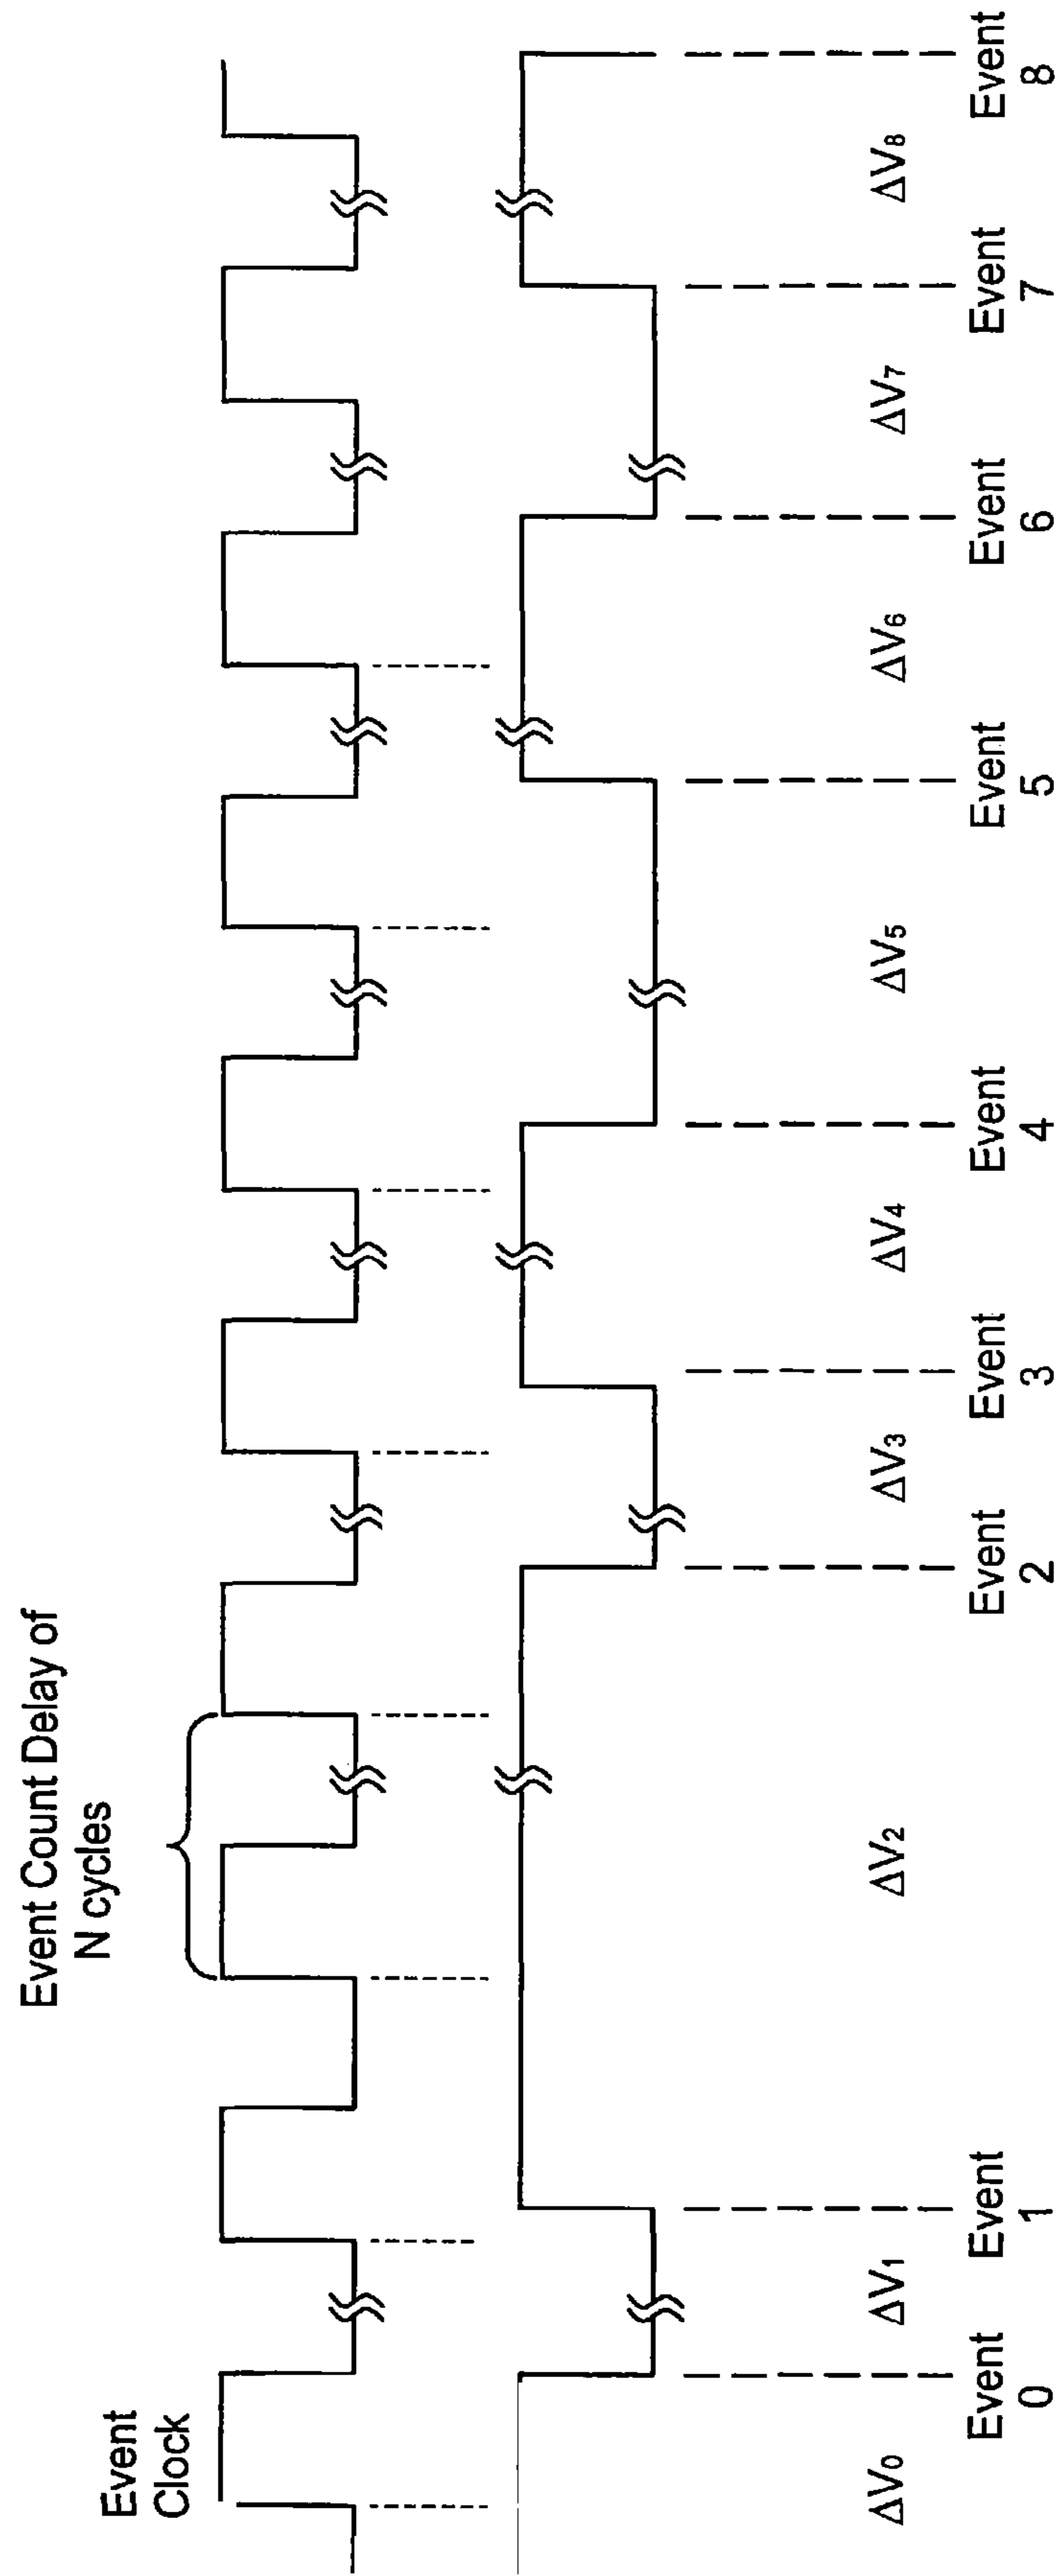 Event Count Delay of
N cycles
Event
Clock
ΔV0 ΔV1 ΔV2 ΔV3 ΔV4 ΔV5 ΔV6 ΔV7 ΔV8
Event Event Event Event Event Event Event Event Event
0 1 2 3 4 5 6 7 8